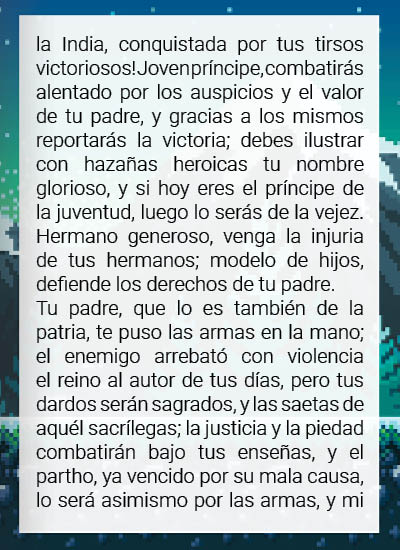 la India, conquistada por tus tirsos
victoriosos! Joven príncipe, combatirás
alentado por los auspicios y el valor
de tu padre, y gracias a los mismos
reportarás la victoria; debes ilustrar
con hazañas heroicas tu nombre
glorioso, y si hoy eres el príncipe de
la juventud, luego lo serás de la vejez.
Hermano generoso, venga la injuria
de tus hermanos; modelo de hijos,
defiende los derechos de tu padre.
Tu padre, que lo es también de la
patria, te puso las armas en la mano;
el enemigo arrebató con violencia
el reino al autor de tus días, pero tus
dardos serán sagrados, y las saetas de
aquél sacrílegas; la justicia y la piedad
combatirán bajo tus enseñas, y el
partho, ya vencido por su mala causa,
lo será asimismo por las armas, y mi